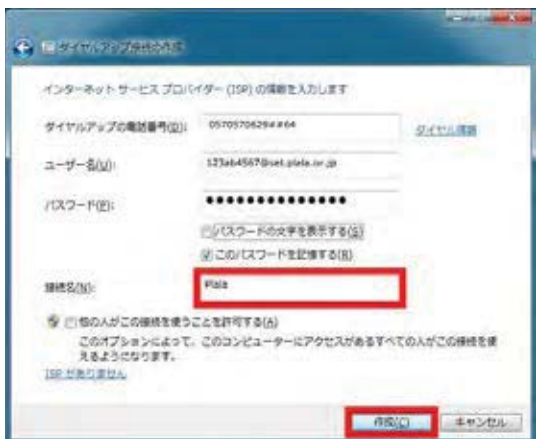 ダイヤルアップ接続の作成
インターネット サービス プロバイダー (ISP) の情報を入力します
ダイヤルアップの電話番号(D): 0570570629##64 ダイヤル情報
ユーザー名(U): 123ab4567@set.plala.or.jp
パスワード(P): ●●●●●●●●●●●●●●
パスワードの文字を表示する(S)
このパスワードを記憶する(R)
接続名(N): Plala
他の人がこの接続を使うことを許可する(A)
このオプションによって、このコンピューターにアクセスがあるすべての人がこの接続を使
えるようになります。
ISP がありません
作成(C) キャンセル